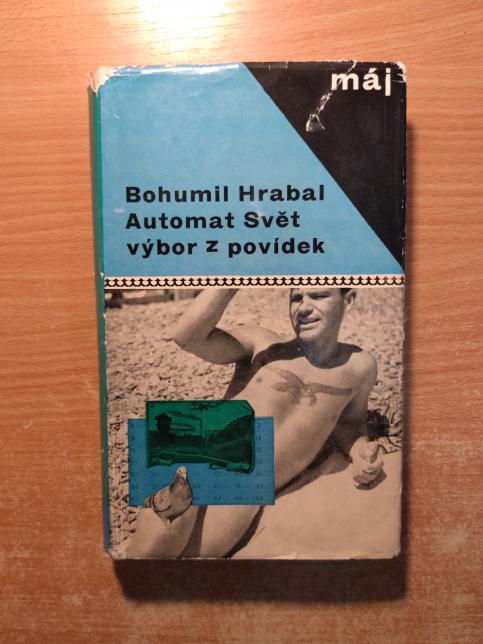 máj
Bohumil Hrabal
Automat Svět
výbor z povídek